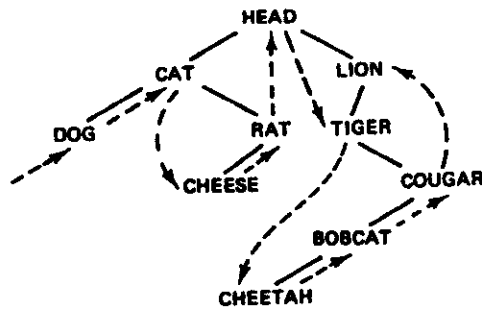 HEAD
CAT
LION
DOG
RAT
TIGER
CHEESE
COUGAR
BOBCAT
CHEETAH